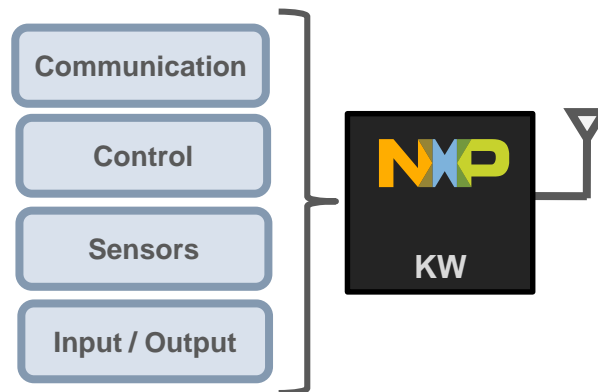 Communication
Control
Sensors
Input / Output
NXP
KW